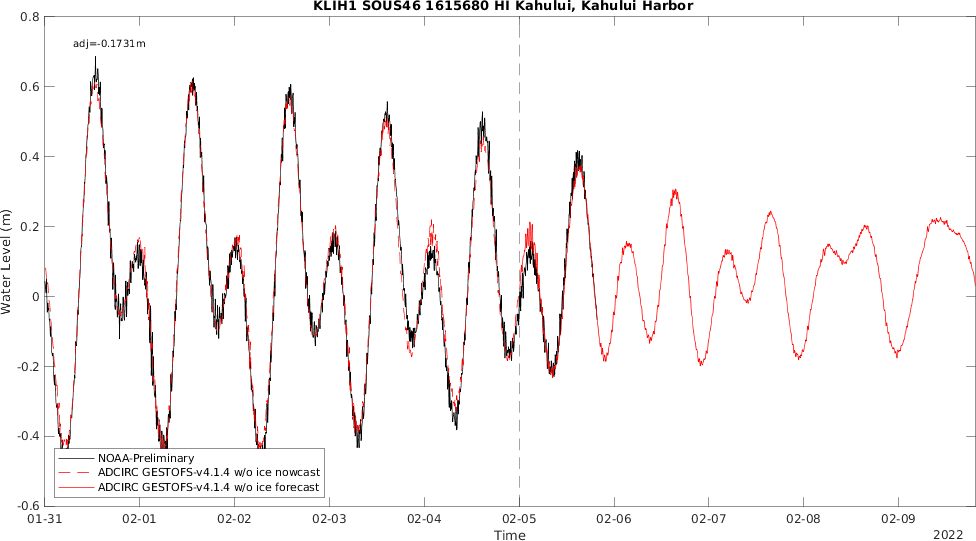 KLIH1 SOUS46 1615680 HI Kahului, Kahului Harbor
adj=-0.1731m
0.8
0.6
0.4
0.2
0
-0.2
-0.4
-0.6
Water Level (m)
NOAA-Preliminary
ADCIRC GESTOFS-v4.1.4 w/o ice nowcast
ADCIRC GESTOFS-v4.1.4 w/o ice forecast
01-31 02-01 02-02 02-03 02-04 02-05 02-06 02-07 02-08 02-09
Time
2022